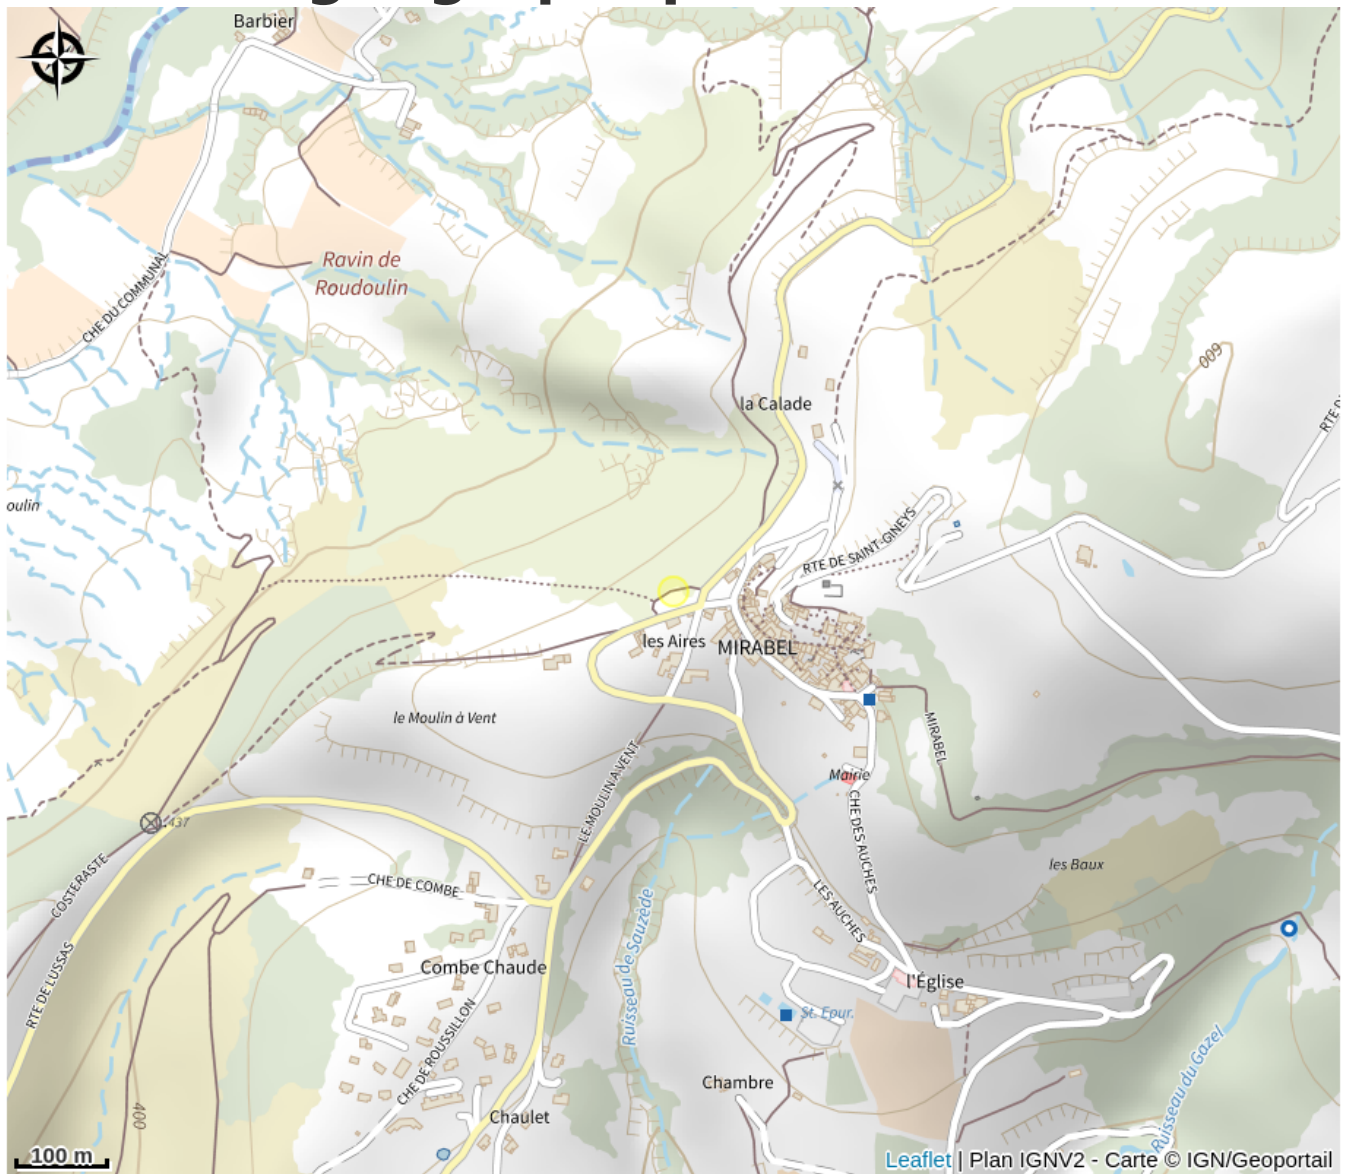 Barbier
Ravin de
Roudoulin
CHE DU COMMUNAL
600
RTE D
la Calade
oulin
RTE DE SAINT-GINEYS
les Aires
MIRABEL
le Moulin à Vent
MIRABEL
LE MOULIN A VENT
Mairie
437
CHE DES AUCHES
les Baux
COSTERASTE
CHE DE COMBE
LES AUCHES
Ruisseau de Sauzède
RTE DE LUSSAS
Combe Chaude
l'Église
St. Epur.
CHE DE ROUSSILLON
Chambre
Ruisseau du Gazel
400
Chaulet
100 m
Leaflet | Plan IGNV2 - Carte © IGN/Geoportail